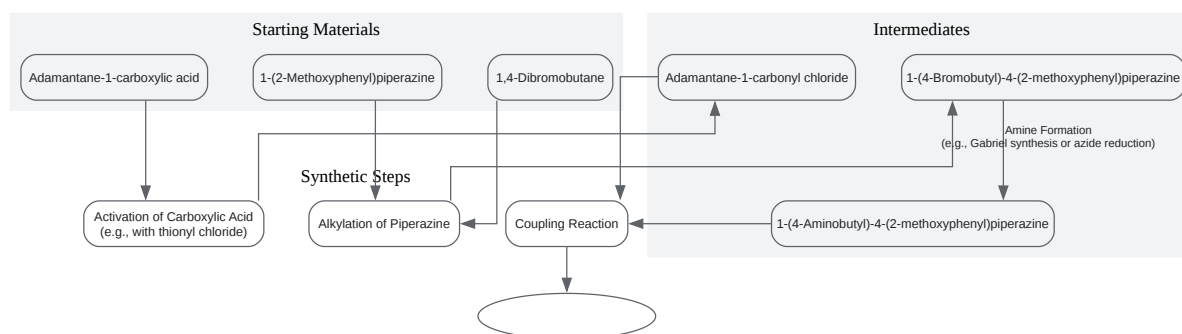 Starting Materials
Intermediates
Adamantane-1-carboxylic acid
1-(2-Methoxyphenyl)piperazine
1,4-Dibromobutane
Adamantane-1-carbonyl chloride
1-(4-Bromobutyl)-4-(2-methoxyphenyl)piperazine
Amine Formation
(e.g., Gabriel synthesis or azide reduction)
Synthetic Steps
Activation of Carboxylic Acid
(e.g., with thionyl chloride)
Alkylation of Piperazine
Coupling Reaction
1-(4-Aminobutyl)-4-(2-methoxyphenyl)piperazine